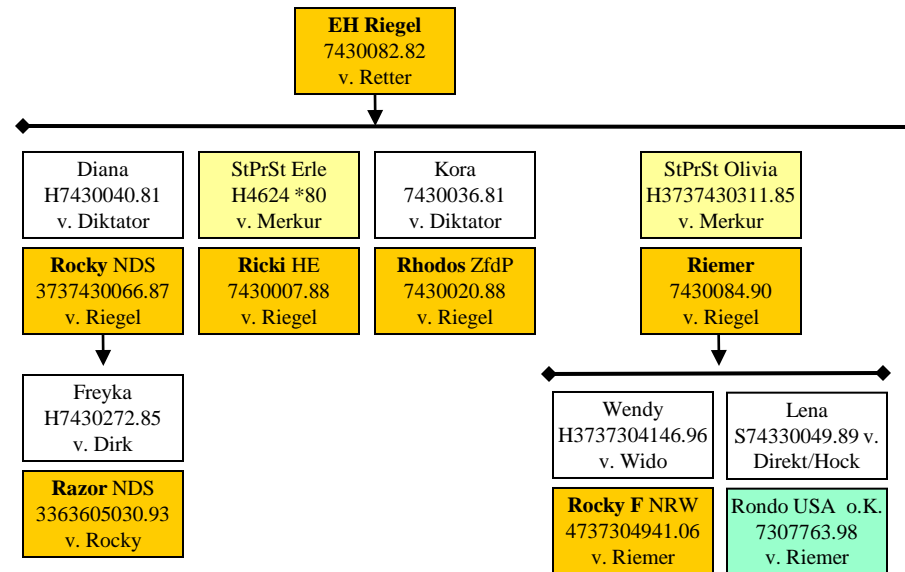 EH Riegel
7430082.82
v. Retter
Diana
H7430040.81
v. Diktator
StPrSt Erle
H4624 *80
v. Merkur
Kora
7430036.81
v. Diktator
StPrSt Olivia
H3737430311.85
v. Merkur
Rocky NDS
3737430066.87
v. Riegel
Ricki HE
7430007.88
v. Riegel
Rhodos ZfdP
7430020.88
v. Riegel
Riemer
7430084.90
v. Riegel
Freyka
H7430272.85
v. Dirk
Wendy
H3737304146.96
v. Wido
Lena
S74330049.89 v.
Direkt/Hock
Razor NDS
3363605030.93
v. Rocky
Rocky F NRW
4737304941.06
v. Riemer
Rondo USA  o.K.
7307763.98
v. Riemer